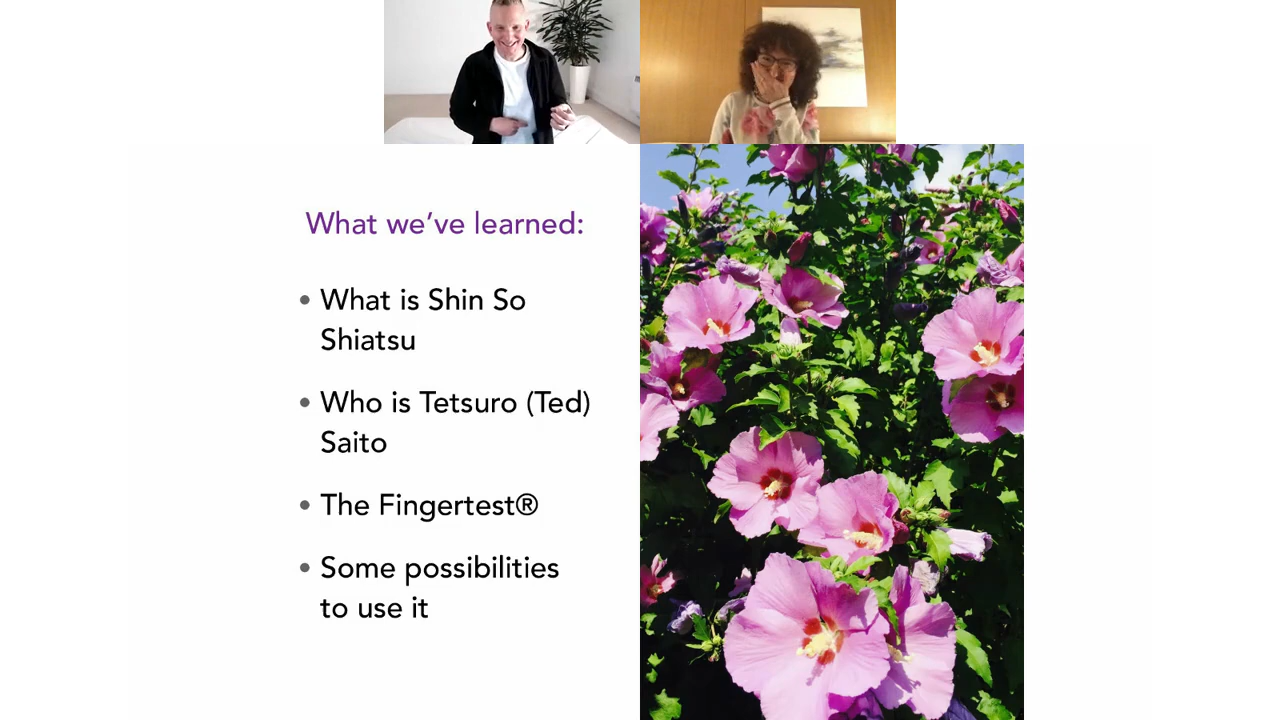 What we’ve learned:
• What is Shin So
Shiatsu
• Who is Tetsuro (Ted)
Saito
• The Fingertest®
• Some possibilities
to use it